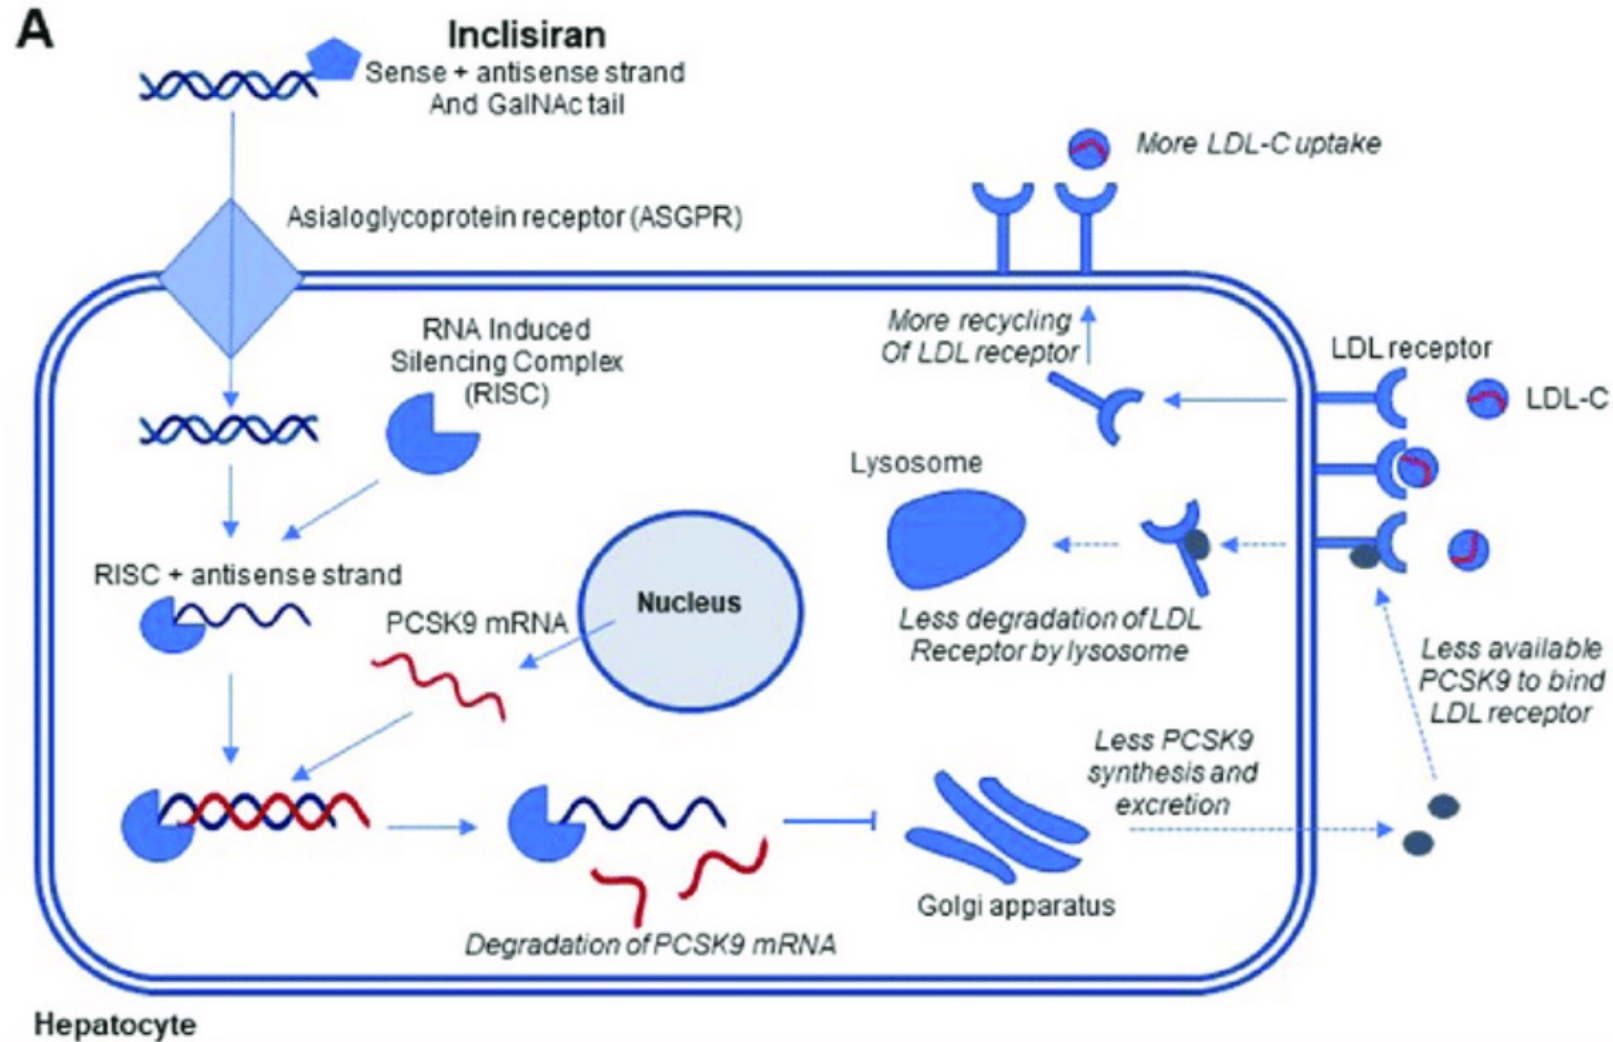 A
Inclisiran
Sense + antisense strand
And GalNAc tail
More LDL-C uptake
Asialoglycoprotein receptor (ASGPR)
RNA Induced
Silencing Complex
(RISC)
More recycling
Of LDL receptor
LDL receptor
LDL-C
Lysosome
RISC + antisense strand
Nucleus
PCSK9 mRNA
Less degradation of LDL
Receptor by lysosome
Less available
PCSK9 to bind
LDL receptor
Less PCSK9
synthesis and
excretion
Golgi apparatus
Degradation of PCSK9 mRNA
Hepatocyte